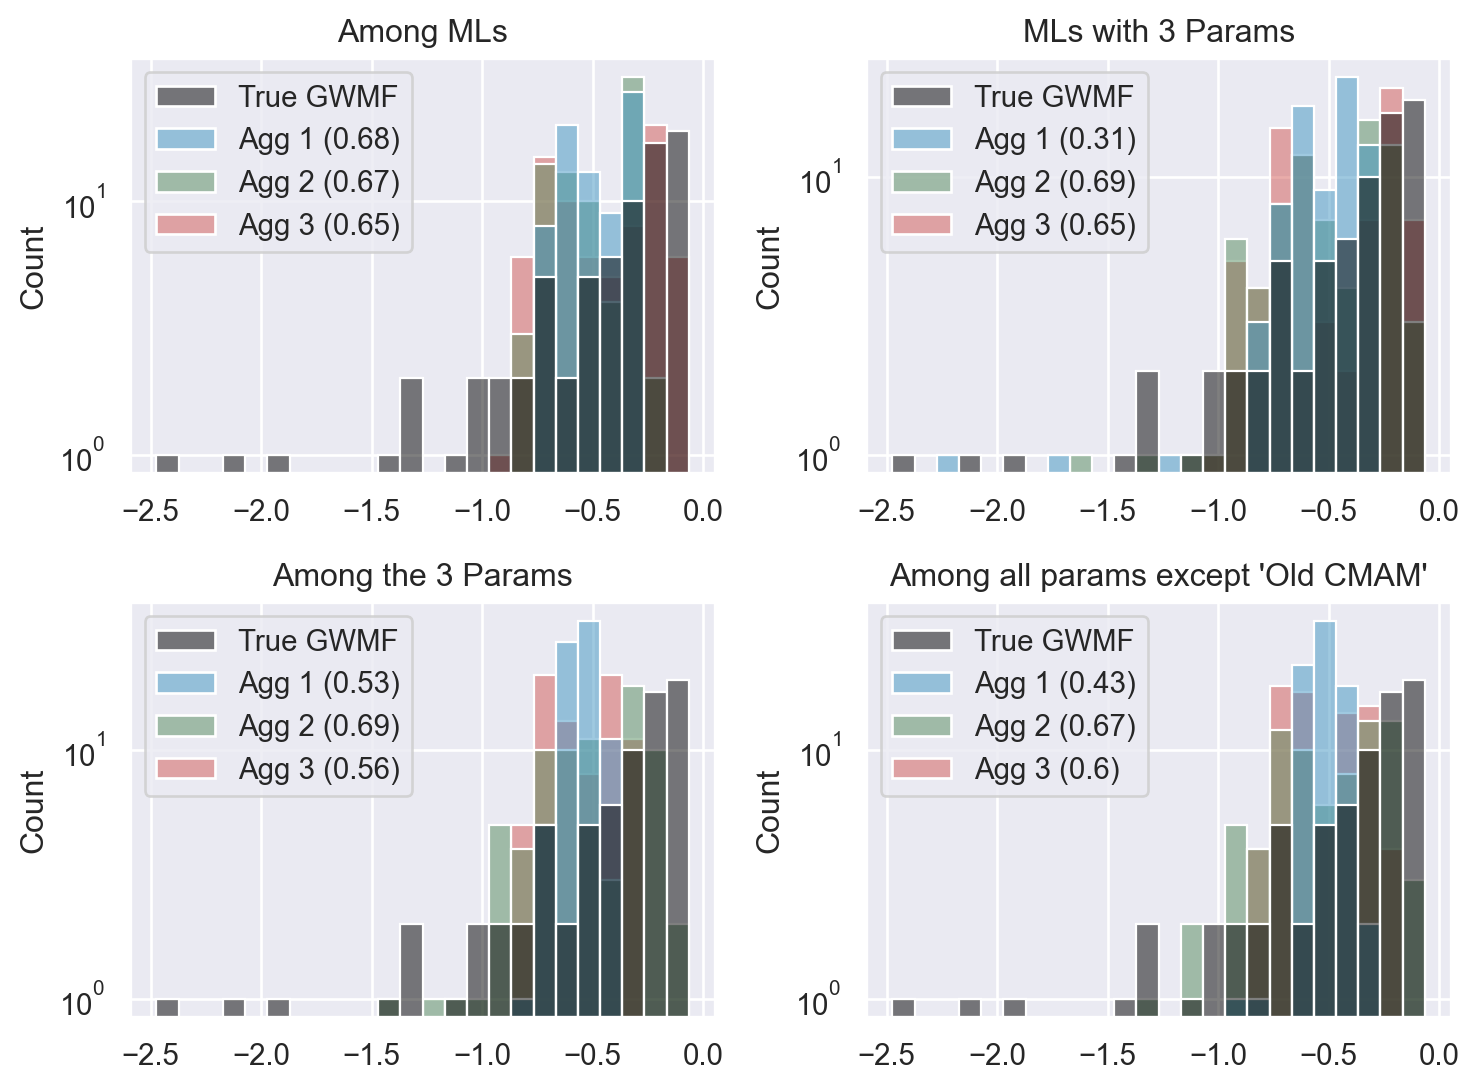 Among MLs
True GWMF
Agg 1 (0.68)
Agg 2 (0.67)
Agg 3 (0.65)
Count
10^1
10^0
−2.5 −2.0 −1.5 −1.0 −0.5 0.0
MLs with 3 Params
True GWMF
Agg 1 (0.31)
Agg 2 (0.69)
Agg 3 (0.65)
Count
10^1
10^0
−2.5 −2.0 −1.5 −1.0 −0.5 0.0
Among the 3 Params
True GWMF
Agg 1 (0.53)
Agg 2 (0.69)
Agg 3 (0.56)
Count
10^1
10^0
−2.5 −2.0 −1.5 −1.0 −0.5 0.0
Among all params except 'Old CMAM'
True GWMF
Agg 1 (0.43)
Agg 2 (0.67)
Agg 3 (0.6)
Count
10^1
10^0
−2.5 −2.0 −1.5 −1.0 −0.5 0.0